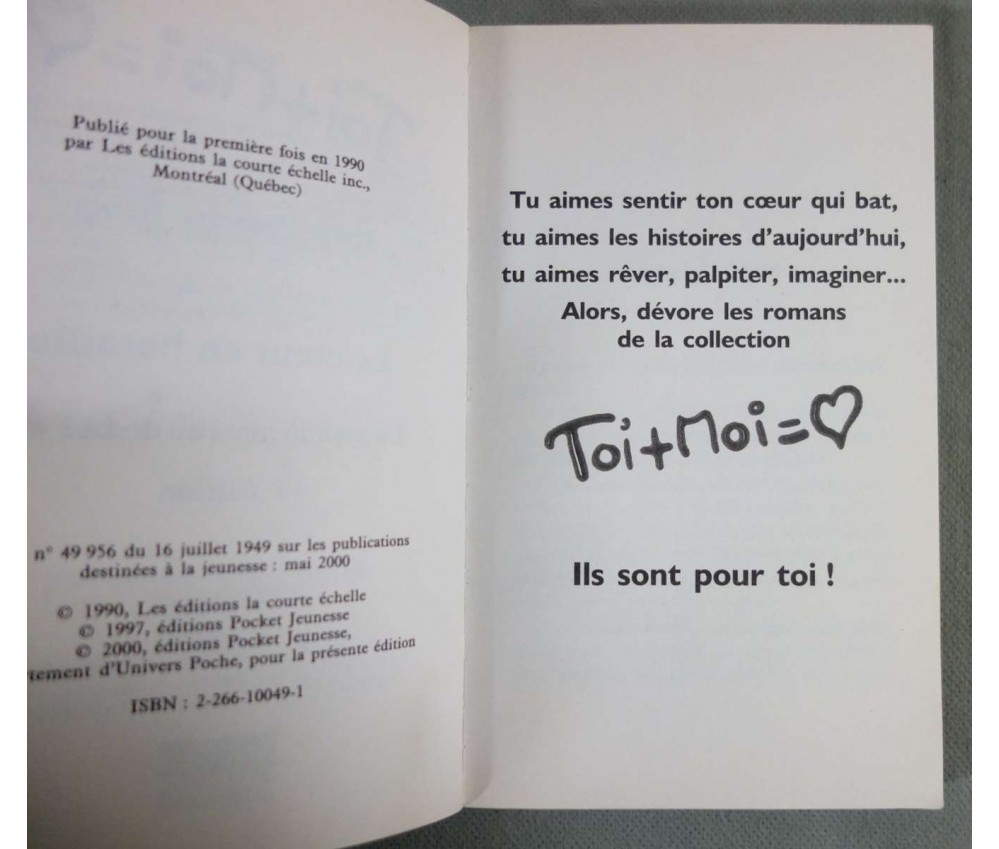 Publié pour la première fois en 1990
par Les éditions la courte échelle inc.,
Montréal (Québec)
n° 49 956 du 16 juillet 1949 sur les publications
destinées à la jeunesse : mai 2000
© 1990, Les éditions la courte échelle
© 1997, éditions Pocket Jeunesse
© 2000, éditions Pocket Jeunesse,
tement d'Univers Poche, pour la présente édition
ISBN : 2-266-10049-1
Tu aimes sentir ton cœur qui bat,
tu aimes les histoires d'aujourd'hui,
tu aimes rêver, palpiter, imaginer...
Alors, dévore les romans
de la collection
Toi+Moi=♡
Ils sont pour toi !